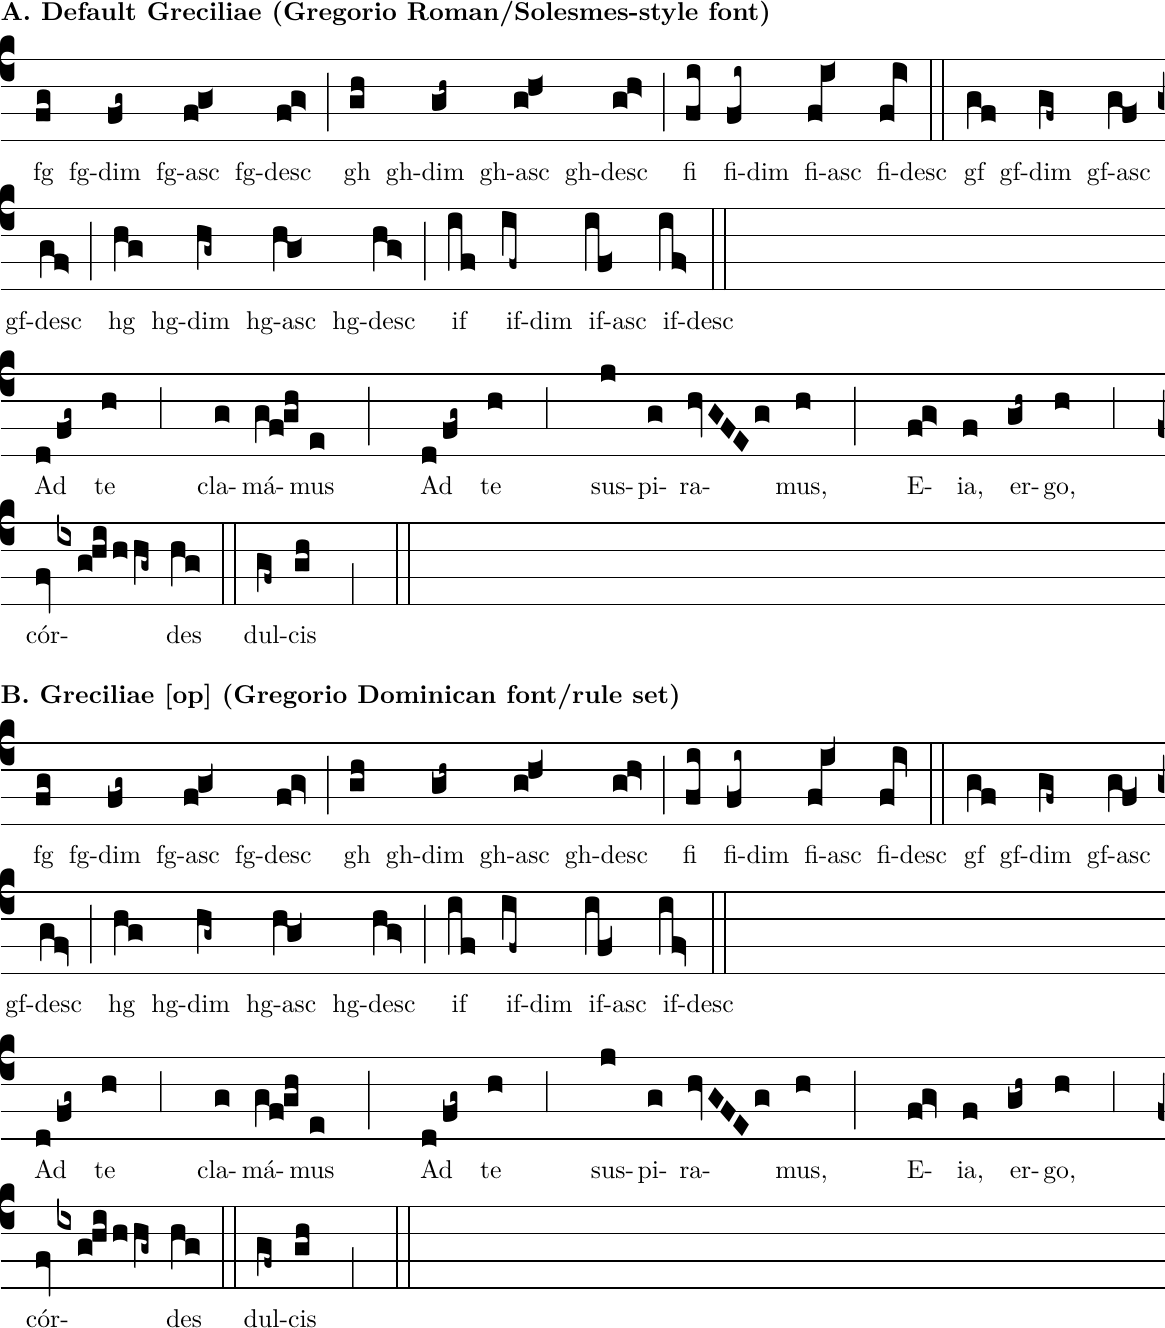 A. Default Greciliae (Gregorio Roman/Solesmes-style font)
fg fg-dim fg-asc fg-desc gh gh-dim gh-asc gh-desc fi fi-dim fi-asc fi-desc gf gf-dim gf-asc
gf-desc hg hg-dim hg-asc hg-desc if if-dim if-asc if-desc
Ad te cla- má- mus Ad te sus- pi- ra- mus, E- ia, er- go,
cór- des dul- cis
B. Greciliae [op] (Gregorio Dominican font/rule set)
fg fg-dim fg-asc fg-desc gh gh-dim gh-asc gh-desc fi fi-dim fi-asc fi-desc gf gf-dim gf-asc
gf-desc hg hg-dim hg-asc hg-desc if if-dim if-asc if-desc
Ad te cla- má- mus Ad te sus- pi- ra- mus, E- ia, er- go,
cór- des dul- cis